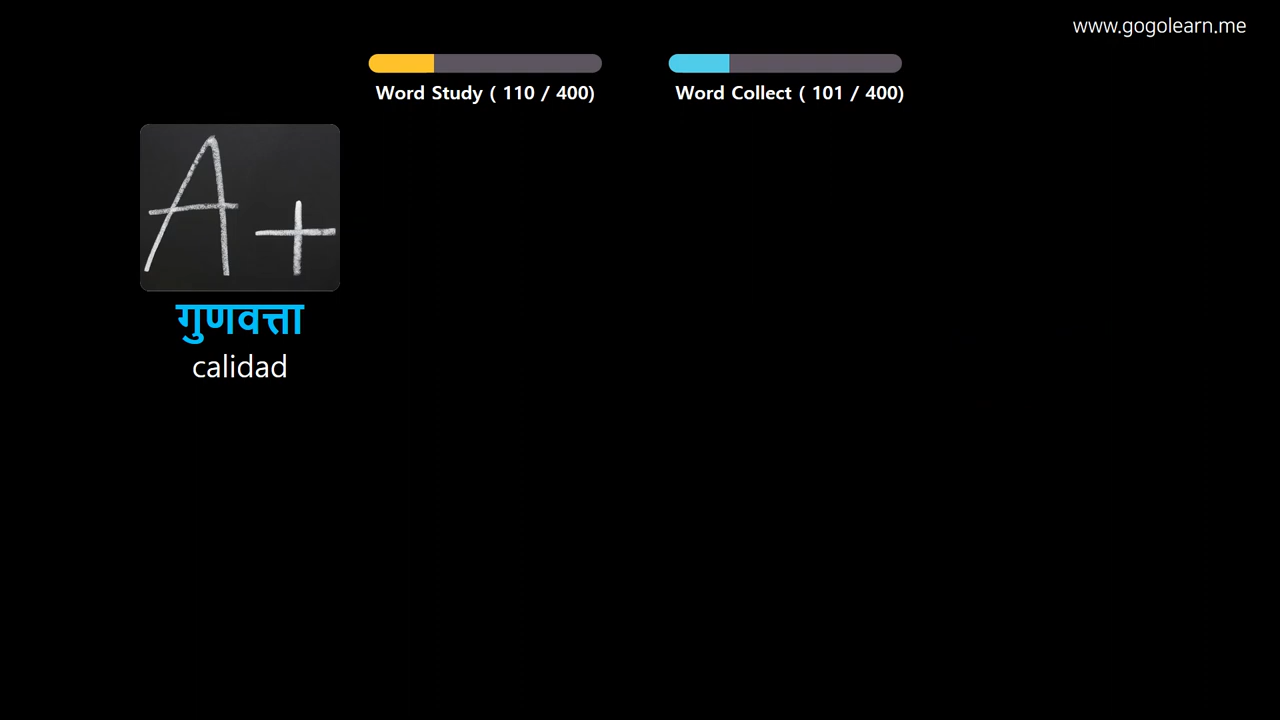 www.gogolearn.me
Word Study ( 110 / 400)
Word Collect ( 101 / 400)
A+
गुणवत्ता
calidad